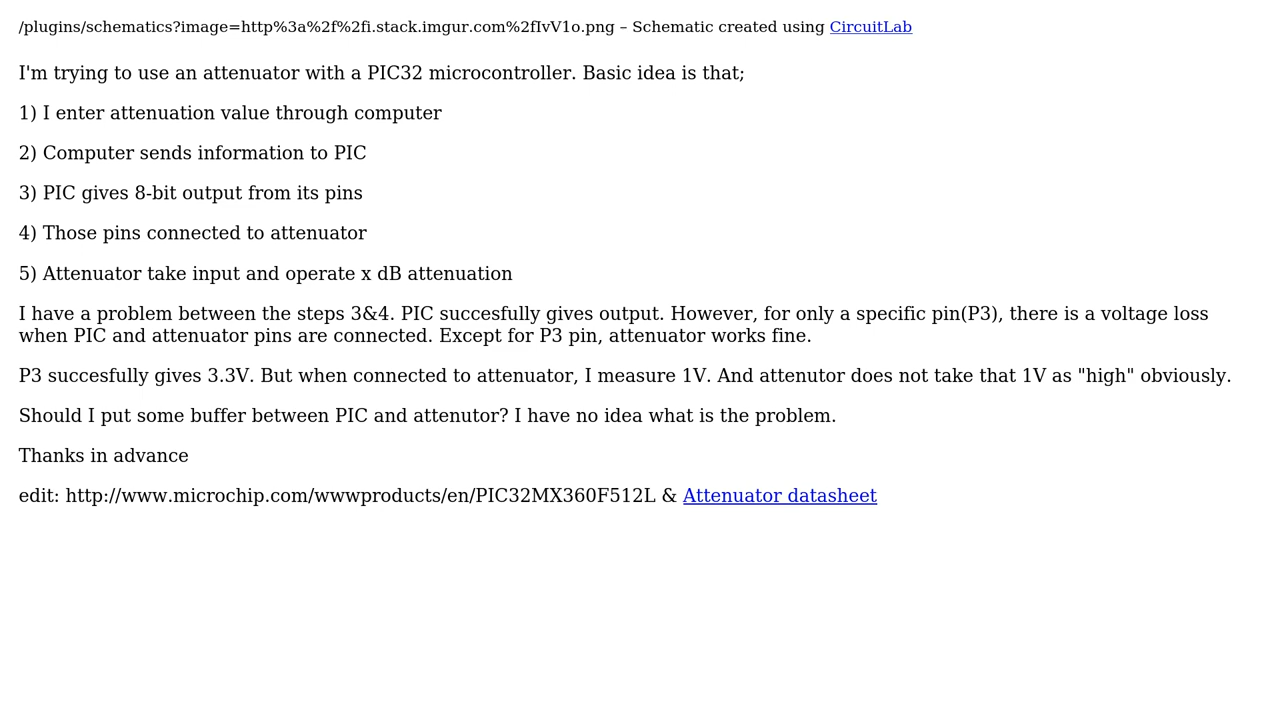 /plugins/schematics?image=http%3a%2f%2fi.stack.imgur.com%2fIvV1o.png – Schematic created using CircuitLab
I'm trying to use an attenuator with a PIC32 microcontroller. Basic idea is that;
1) I enter attenuation value through computer
2) Computer sends information to PIC
3) PIC gives 8-bit output from its pins
4) Those pins connected to attenuator
5) Attenuator take input and operate x dB attenuation
I have a problem between the steps 3&4. PIC succesfully gives output. However, for only a specific pin(P3), there is a voltage loss
when PIC and attenuator pins are connected. Except for P3 pin, attenuator works fine.
P3 succesfully gives 3.3V. But when connected to attenuator, I measure 1V. And attenutor does not take that 1V as "high" obviously.
Should I put some buffer between PIC and attenutor? I have no idea what is the problem.
Thanks in advance
edit: http://www.microchip.com/wwwproducts/en/PIC32MX360F512L & Attenuator datasheet